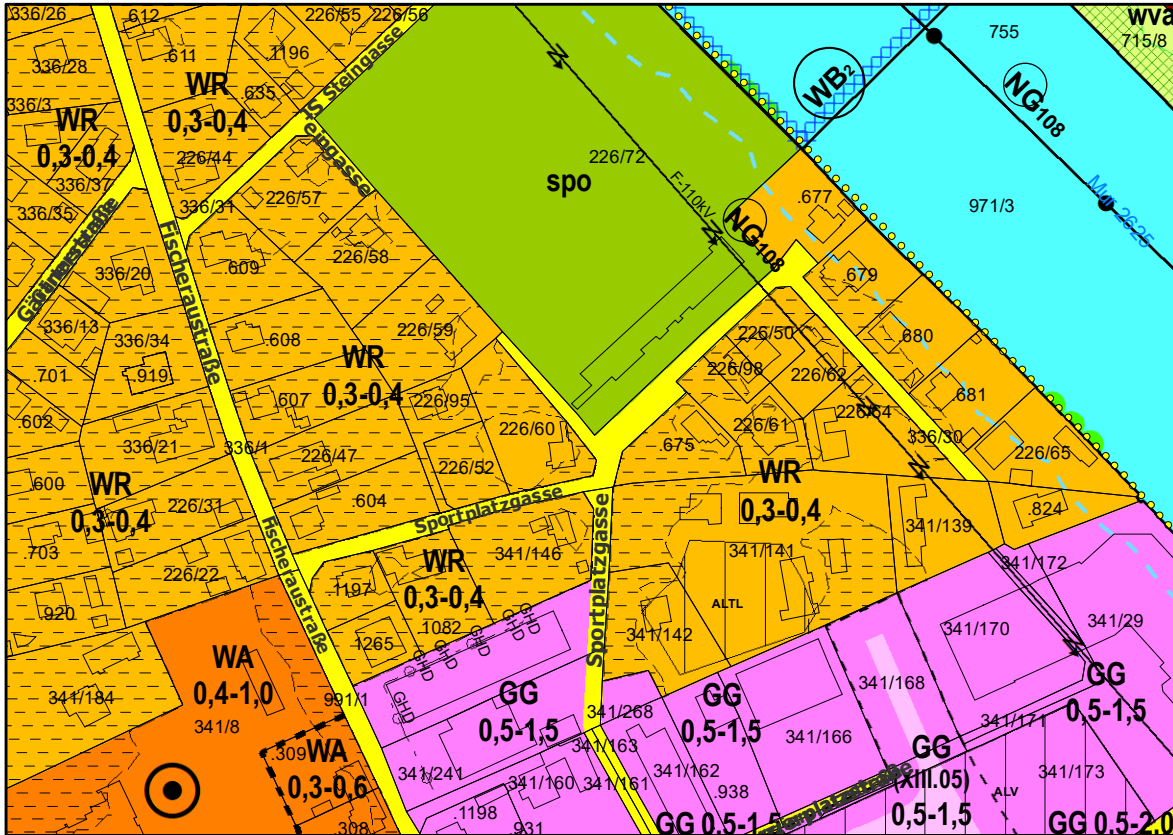 336/26
.612
226/55
226/56
755
wva
715/8
336/28
.611
.1196
IS Steingasse
WB2
NG108
WR
0,3-0,4
.635
336/3
WR
0,3-0,4
226/44
Steingasse
226/72
spo
F-110kV
336/37
336/35
336/31
226/57
.677
971/3
Mur 2625
NG108
Fischeraustraße
226/58
336/20
.609
.679
336/13
336/34
.608
226/59
226/50
.680
WR
0,3-0,4
.701
.919
226/98
226/62
.681
.607
226/95
.602
336/21
336/1
226/60
.675
226/61
226/64
336/30
226/65
226/47
226/52
.600
WR
0,3-0,4
226/31
.604
Sportplatzgasse
WR
0,3-0,4
.824
.703
Fischeraustraße
341/146
341/139
341/141
226/22
WR
0,3-0,4
341/172
.1197
.920
ALTL
.1082
GHD
GHD
GHD
GHD
GHD
Sportplatzgasse
341/142
341/170
341/29
1265
WA
0,4-1,0
341/184
341/8
991/1
GG
0,5-1,5
341/268
GG
0,5-1,5
341/168
GG
0,5-1,5
341/171
341/166
.309
WA
0,3-0,6
341/241
341/163
341/160
341/161
341/162
GG
(XIII.05)
0,5-1,5
341/173
.938
ALV
.1198
.931
.308
GG 0,5-1,5
GG 0,5-2,0